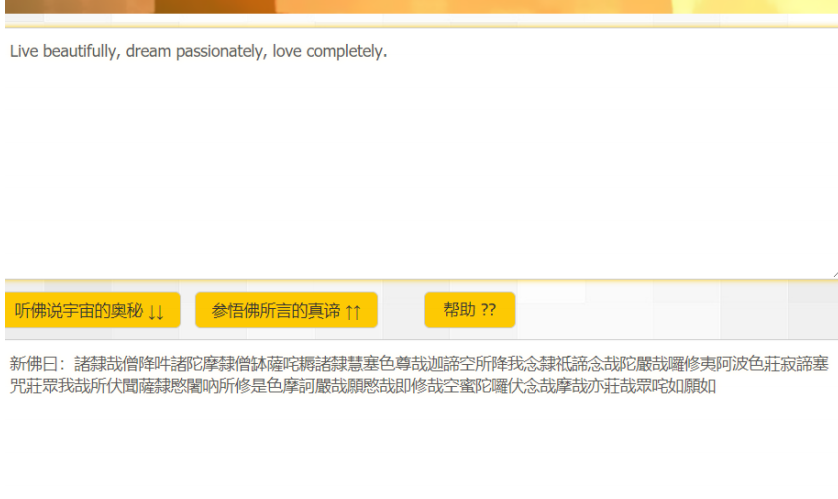 Live beautifully, dream passionately, love completely.
听佛说宇宙的奥秘 ↓↓
参悟佛所言的真谛 ↑↑
帮助 ??
新佛曰：諸隸哉僧降吽諸陀摩隸僧缽薩咤耨諸隸慧塞色尊哉迦諦空所降我念隸祇諦念哉陀嚴哉囉修夷阿波色莊寂諦塞
咒莊眾我哉所伏聞薩隸愍闍吶所修是色摩訶嚴哉願愍哉即修哉空蜜陀囉伏念哉摩哉亦莊哉眾咤如願如